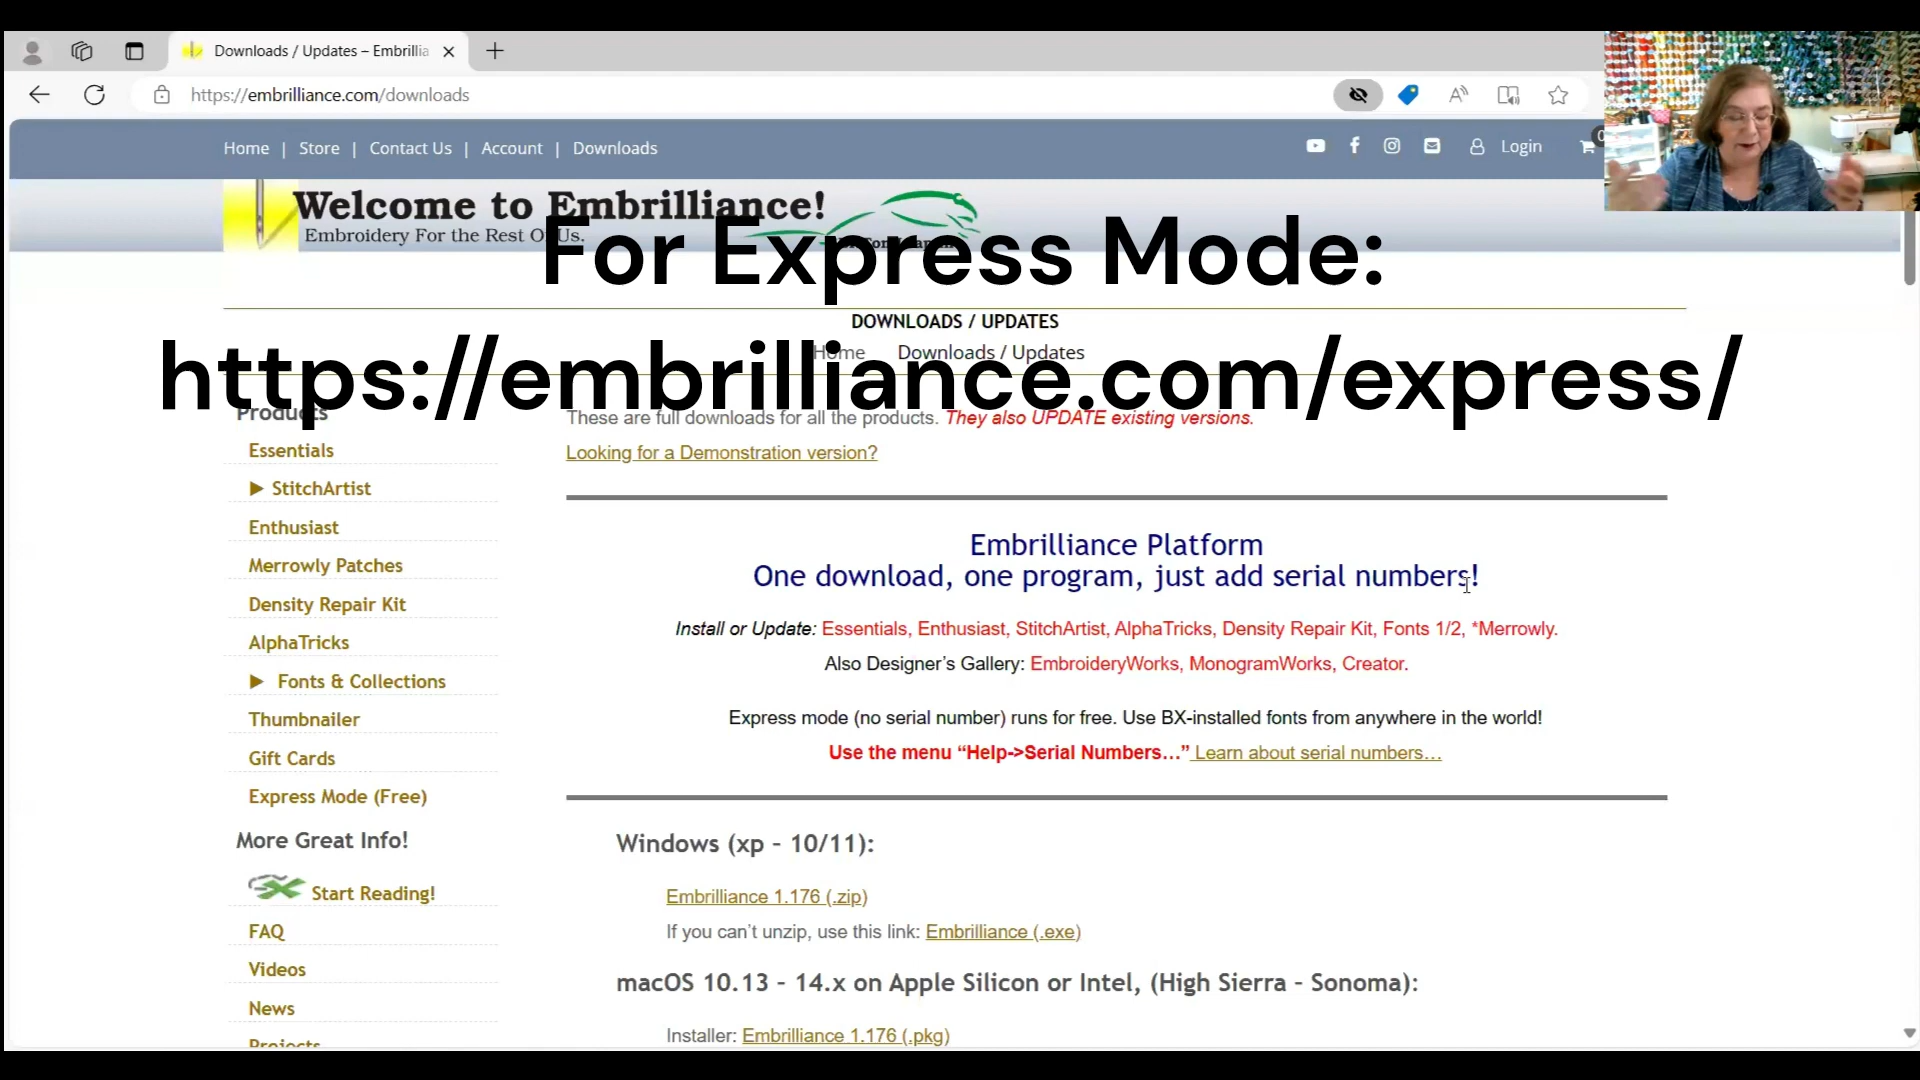 Downloads / Updates – Embrillia
https://embrilliance.com/downloads
Home | Store | Contact Us | Account | Downloads
Login
0
Welcome to Embrilliance!
Embroidery For the Rest Of Us.
For Express Mode:
https://embrilliance.com/express/
DOWNLOADS / UPDATES
Home Downloads / Updates
Products
Essentials
StitchArtist
Enthusiast
Merrowly Patches
Density Repair Kit
AlphaTricks
Fonts & Collections
Thumbnailer
Gift Cards
Express Mode (Free)
More Great Info!
Start Reading!
FAQ
Videos
News
Projects
These are full downloads for all the products. They also UPDATE existing versions.
Looking for a Demonstration version?
Embrilliance Platform
One download, one program, just add serial numbers!
Install or Update: Essentials, Enthusiast, StitchArtist, AlphaTricks, Density Repair Kit, Fonts 1/2, *Merrowly.
Also Designer’s Gallery: EmbroideryWorks, MonogramWorks, Creator.
Express mode (no serial number) runs for free. Use BX-installed fonts from anywhere in the world!
Use the menu “Help->Serial Numbers…” Learn about serial numbers…
Windows (xp – 10/11):
Embrilliance 1.176 (.zip)
If you can’t unzip, use this link: Embrilliance (.exe)
macOS 10.13 – 14.x on Apple Silicon or Intel, (High Sierra – Sonoma):
Installer: Embrilliance 1.176 (.pkg)